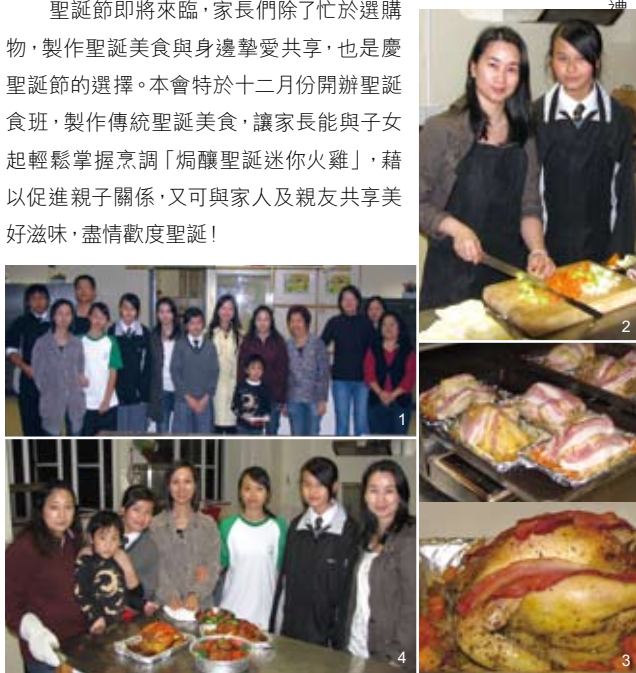 聖誕節即將來臨，家長們除了忙於選購禮
物，製作聖誕美食與身邊摯愛共享，也是慶
聖誕節的選擇。本會特於十二月份開辦聖誕
食班，製作傳統聖誕美食，讓家長能與子女
起輕鬆掌握烹調「焗釀聖誕迷你火雞」，藉
以促進親子關係，又可與家人及親友共享美
好滋味，盡情歡度聖誕！
1
2
3
4